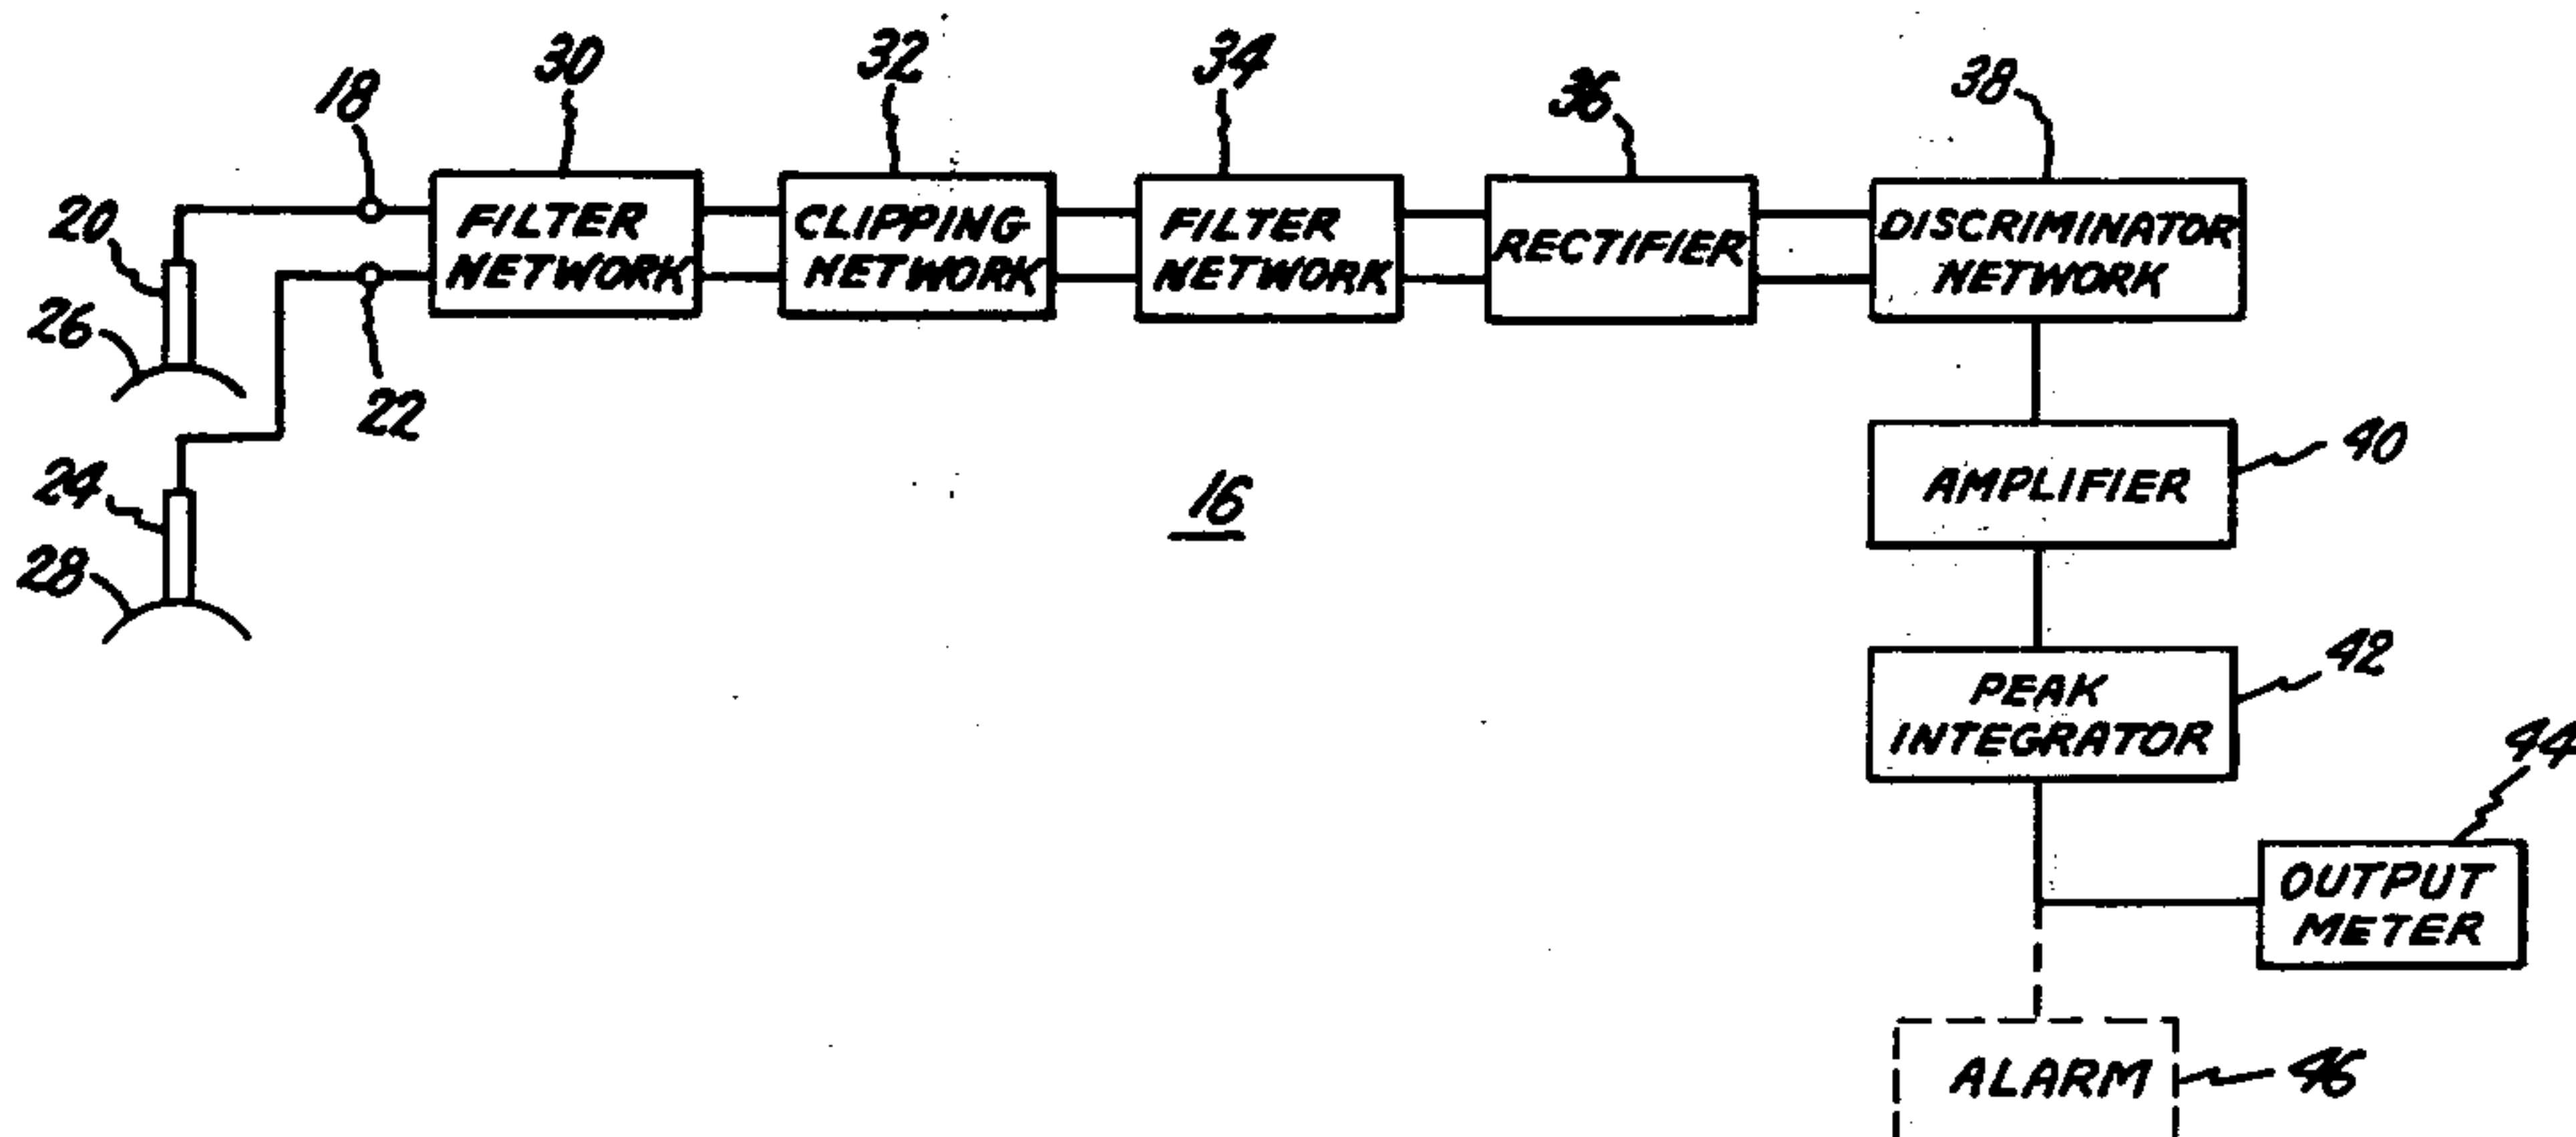 18
30
32
34
36
38
20
26
24
28
22
FILTER
NETWORK
CLIPPING
NETWORK
FILTER
NETWORK
RECTIFIER
DISCRIMINATOR
NETWORK
16
AMPLIFIER
40
PEAK
INTEGRATOR
42
44
OUTPUT
METER
ALARM
46